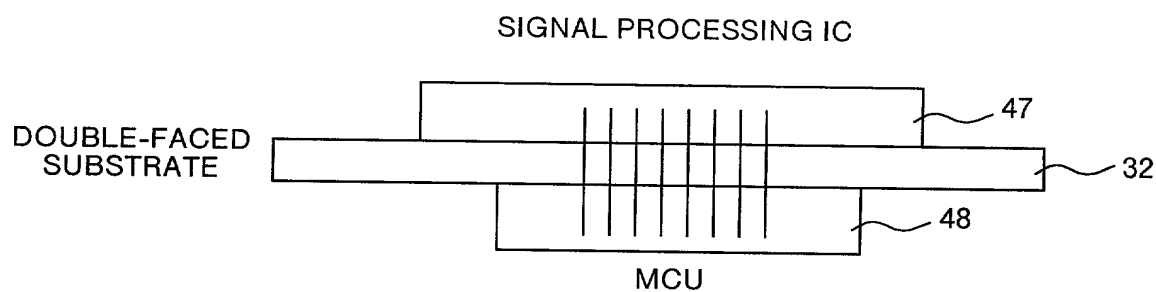 SIGNAL PROCESSING IC
47
DOUBLE-FACED
SUBSTRATE
32
48
MCU